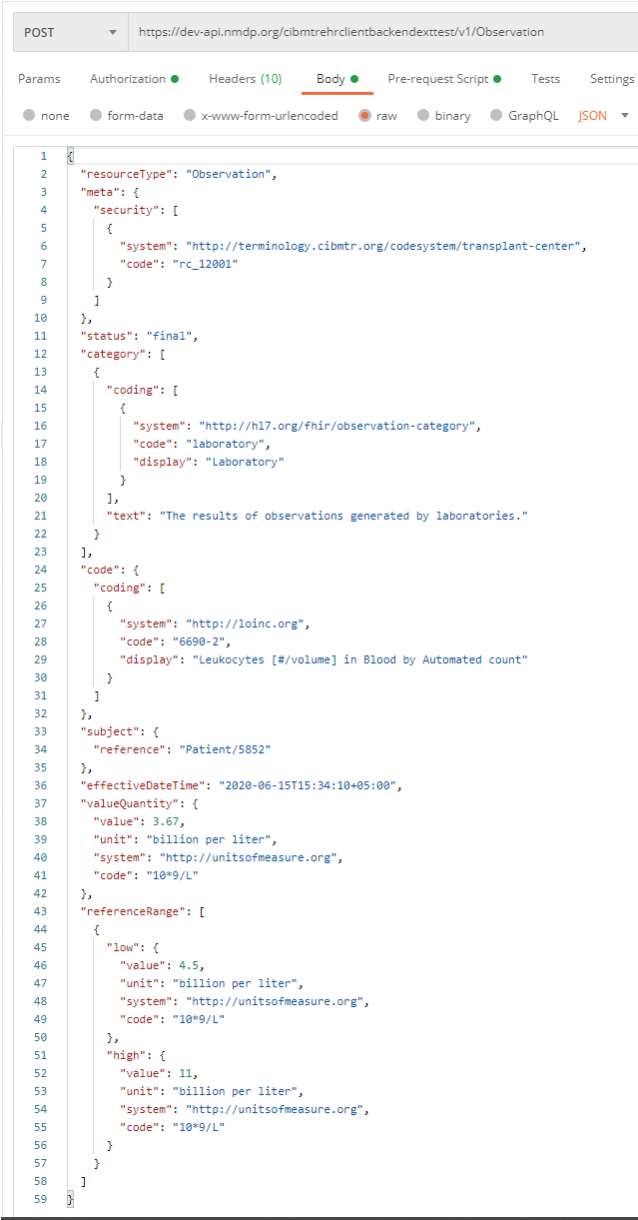 POST https://dev-api.nmdp.org/cibmtrehrclientbackendexttest/v1/Observation
Params Authorization Headers (10) Body Pre-request Script Tests Settings
none form-data x-www-form-urlencoded raw binary GraphQL JSON
1 {
2 "resourceType": "Observation",
3 "meta": {
4 "security": [
5 {
6 "system": "http://terminology.cibmtr.org/codesystem/transplant-center",
7 "code": "rc_12001"
8 }
9 ]
10 },
11 "status": "final",
12 "category": [
13 {
14 "coding": [
15 {
16 "system": "http://hl7.org/fhir/observation-category",
17 "code": "laboratory",
18 "display": "Laboratory"
19 }
20 ],
21 "text": "The results of observations generated by laboratories."
22 }
23 ],
24 "code": {
25 "coding": [
26 {
27 "system": "http://loinc.org",
28 "code": "6690-2",
29 "display": "Leukocytes [#/volume] in Blood by Automated count"
30 }
31 ]
32 },
33 "subject": {
34 "reference": "Patient/5852"
35 },
36 "effectiveDateTime": "2020-06-15T15:34:10+05:00",
37 "valueQuantity": {
38 "value": 3.67,
39 "unit": "billion per liter",
40 "system": "http://unitsofmeasure.org",
41 "code": "10*9/L"
42 },
43 "referenceRange": [
44 {
45 "low": {
46 "value": 4.5,
47 "unit": "billion per liter",
48 "system": "http://unitsofmeasure.org",
49 "code": "10*9/L"
50 },
51 "high": {
52 "value": 11,
53 "unit": "billion per liter",
54 "system": "http://unitsofmeasure.org",
55 "code": "10*9/L"
56 }
57 }
58 ]
59 }